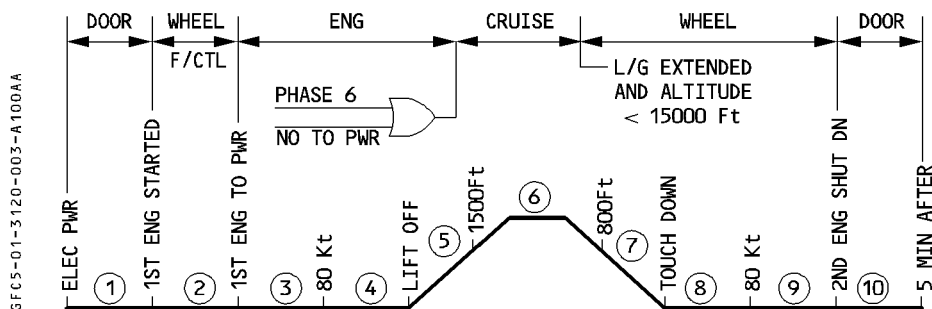 DOOR WHEEL ENG CRUISE WHEEL DOOR
F/CTL
PHASE 6
NO TO PWR
L/G EXTENDED
AND ALTITUDE
< 15000 Ft
ELEC PWR
1ST ENG STARTED
1ST ENG TO PWR
80 Kt
LIFT OFF
1500Ft
800Ft
TOUCH DOWN
80 Kt
2ND ENG SHUT DN
5 MIN AFTER
1 2 3 4 5 6 7 8 9 10
GFC5-01-3120-003-A100AA